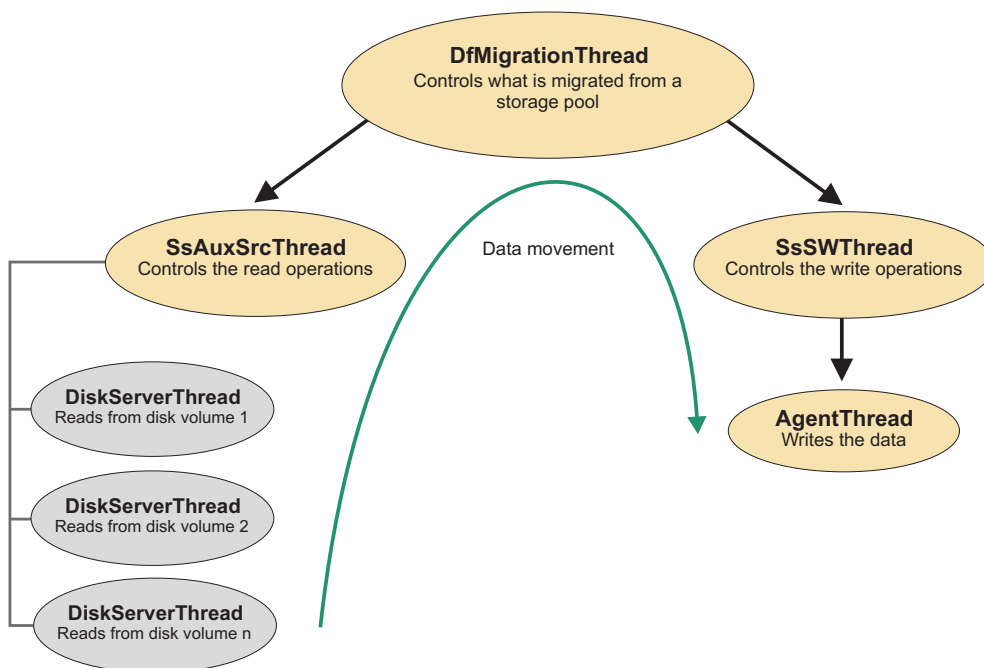 DfMigrationThread
Controls what is migrated from a
storage pool
SsAuxSrcThread
Controls the read operations
Data movement
SsSWThread
Controls the write operations
DiskServerThread
Reads from disk volume 1
AgentThread
Writes the data
DiskServerThread
Reads from disk volume 2
DiskServerThread
Reads from disk volume n